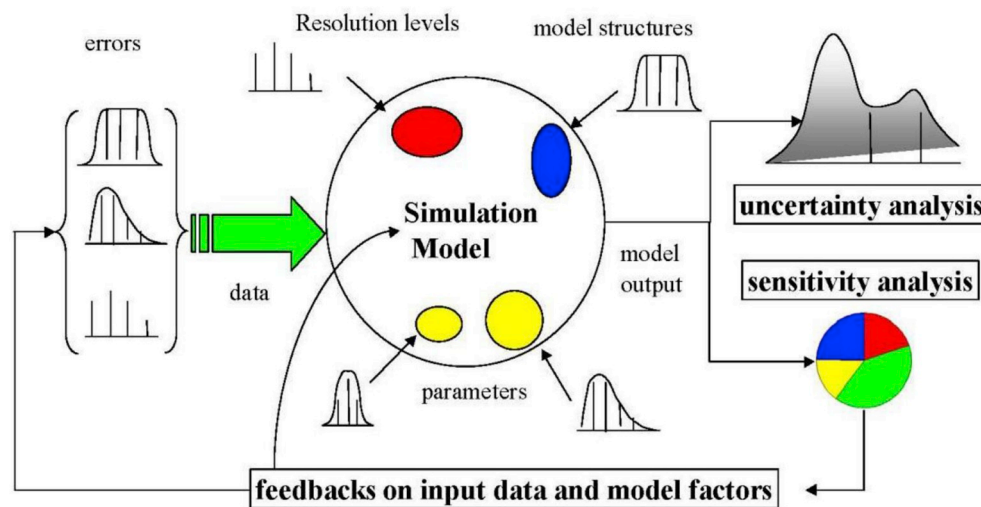 Resolution levels
model structures
errors
uncertainty analysis
Simulation
Model
model
output
data
sensitivity analysis
parameters
feedbacks on input data and model factors